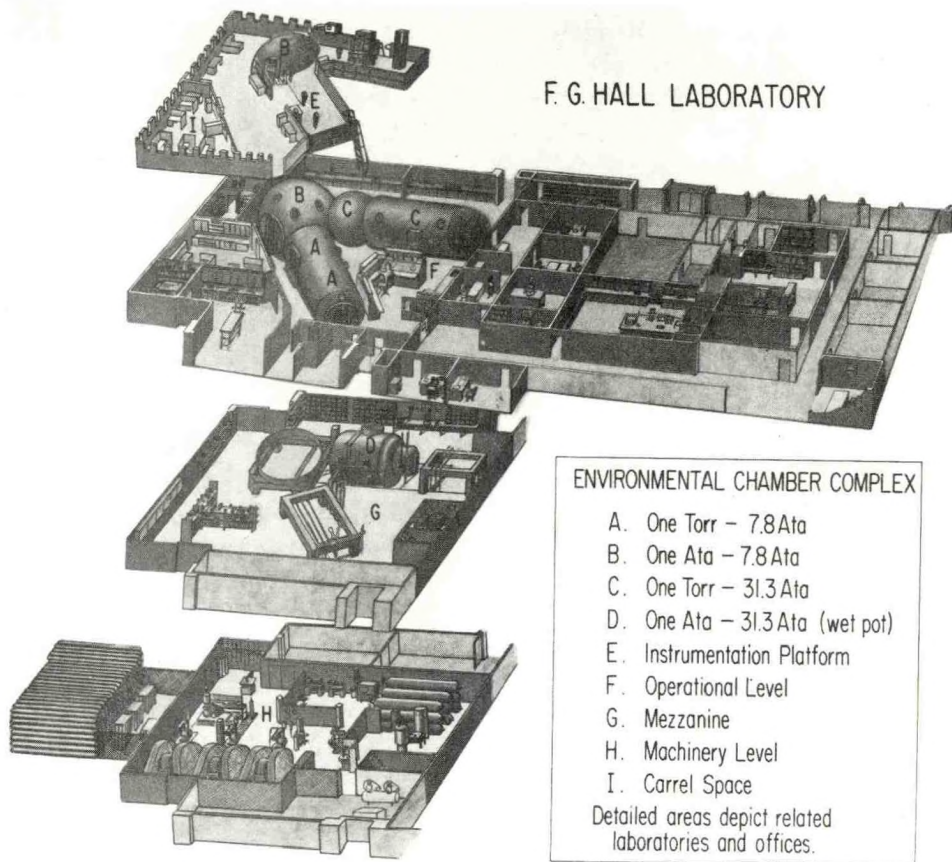 F. G. HALL LABORATORY
B
E
I
B
C
C
A
A
F
D
G
H
ENVIRONMENTAL CHAMBER COMPLEX
A. One Torr - 7.8 Ata
B. One Ata - 7.8 Ata
C. One Torr - 31.3 Ata
D. One Ata - 31.3 Ata (wet pot)
E. Instrumentation Platform
F. Operational Level
G. Mezzanine
H. Machinery Level
I. Carrel Space
Detailed areas depict related
laboratories and offices.